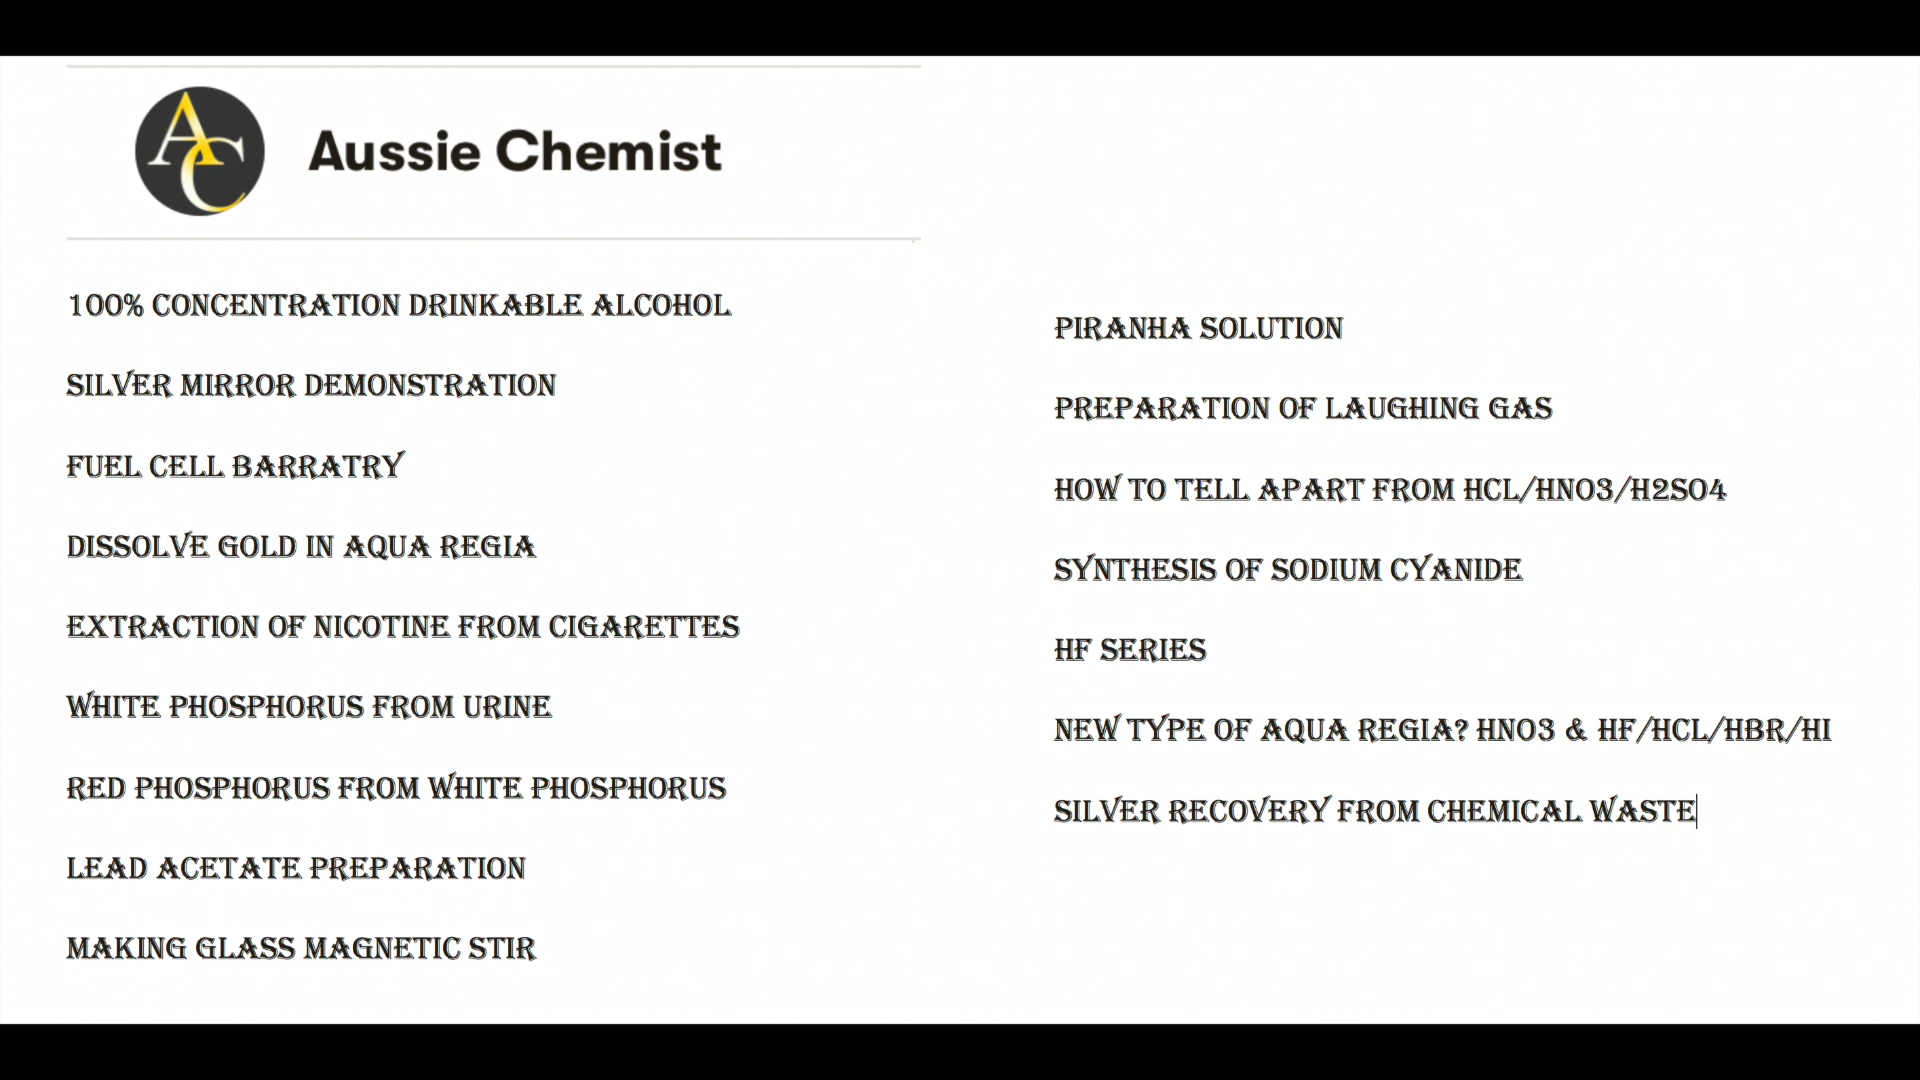 AC
Aussie Chemist
100% CONCENTRATION DRINKABLE ALCOHOL
SILVER MIRROR DEMONSTRATION
FUEL CELL BARRATRY
DISSOLVE GOLD IN AQUA REGIA
EXTRACTION OF NICOTINE FROM CIGARETTES
WHITE PHOSPHORUS FROM URINE
RED PHOSPHORUS FROM WHITE PHOSPHORUS
LEAD ACETATE PREPARATION
MAKING GLASS MAGNETIC STIR
PIRANHA SOLUTION
PREPARATION OF LAUGHING GAS
HOW TO TELL APART FROM HCL/HNO3/H2SO4
SYNTHESIS OF SODIUM CYANIDE
HF SERIES
NEW TYPE OF AQUA REGIA? HNO3 & HF/HCL/HBR/HI
SILVER RECOVERY FROM CHEMICAL WASTE